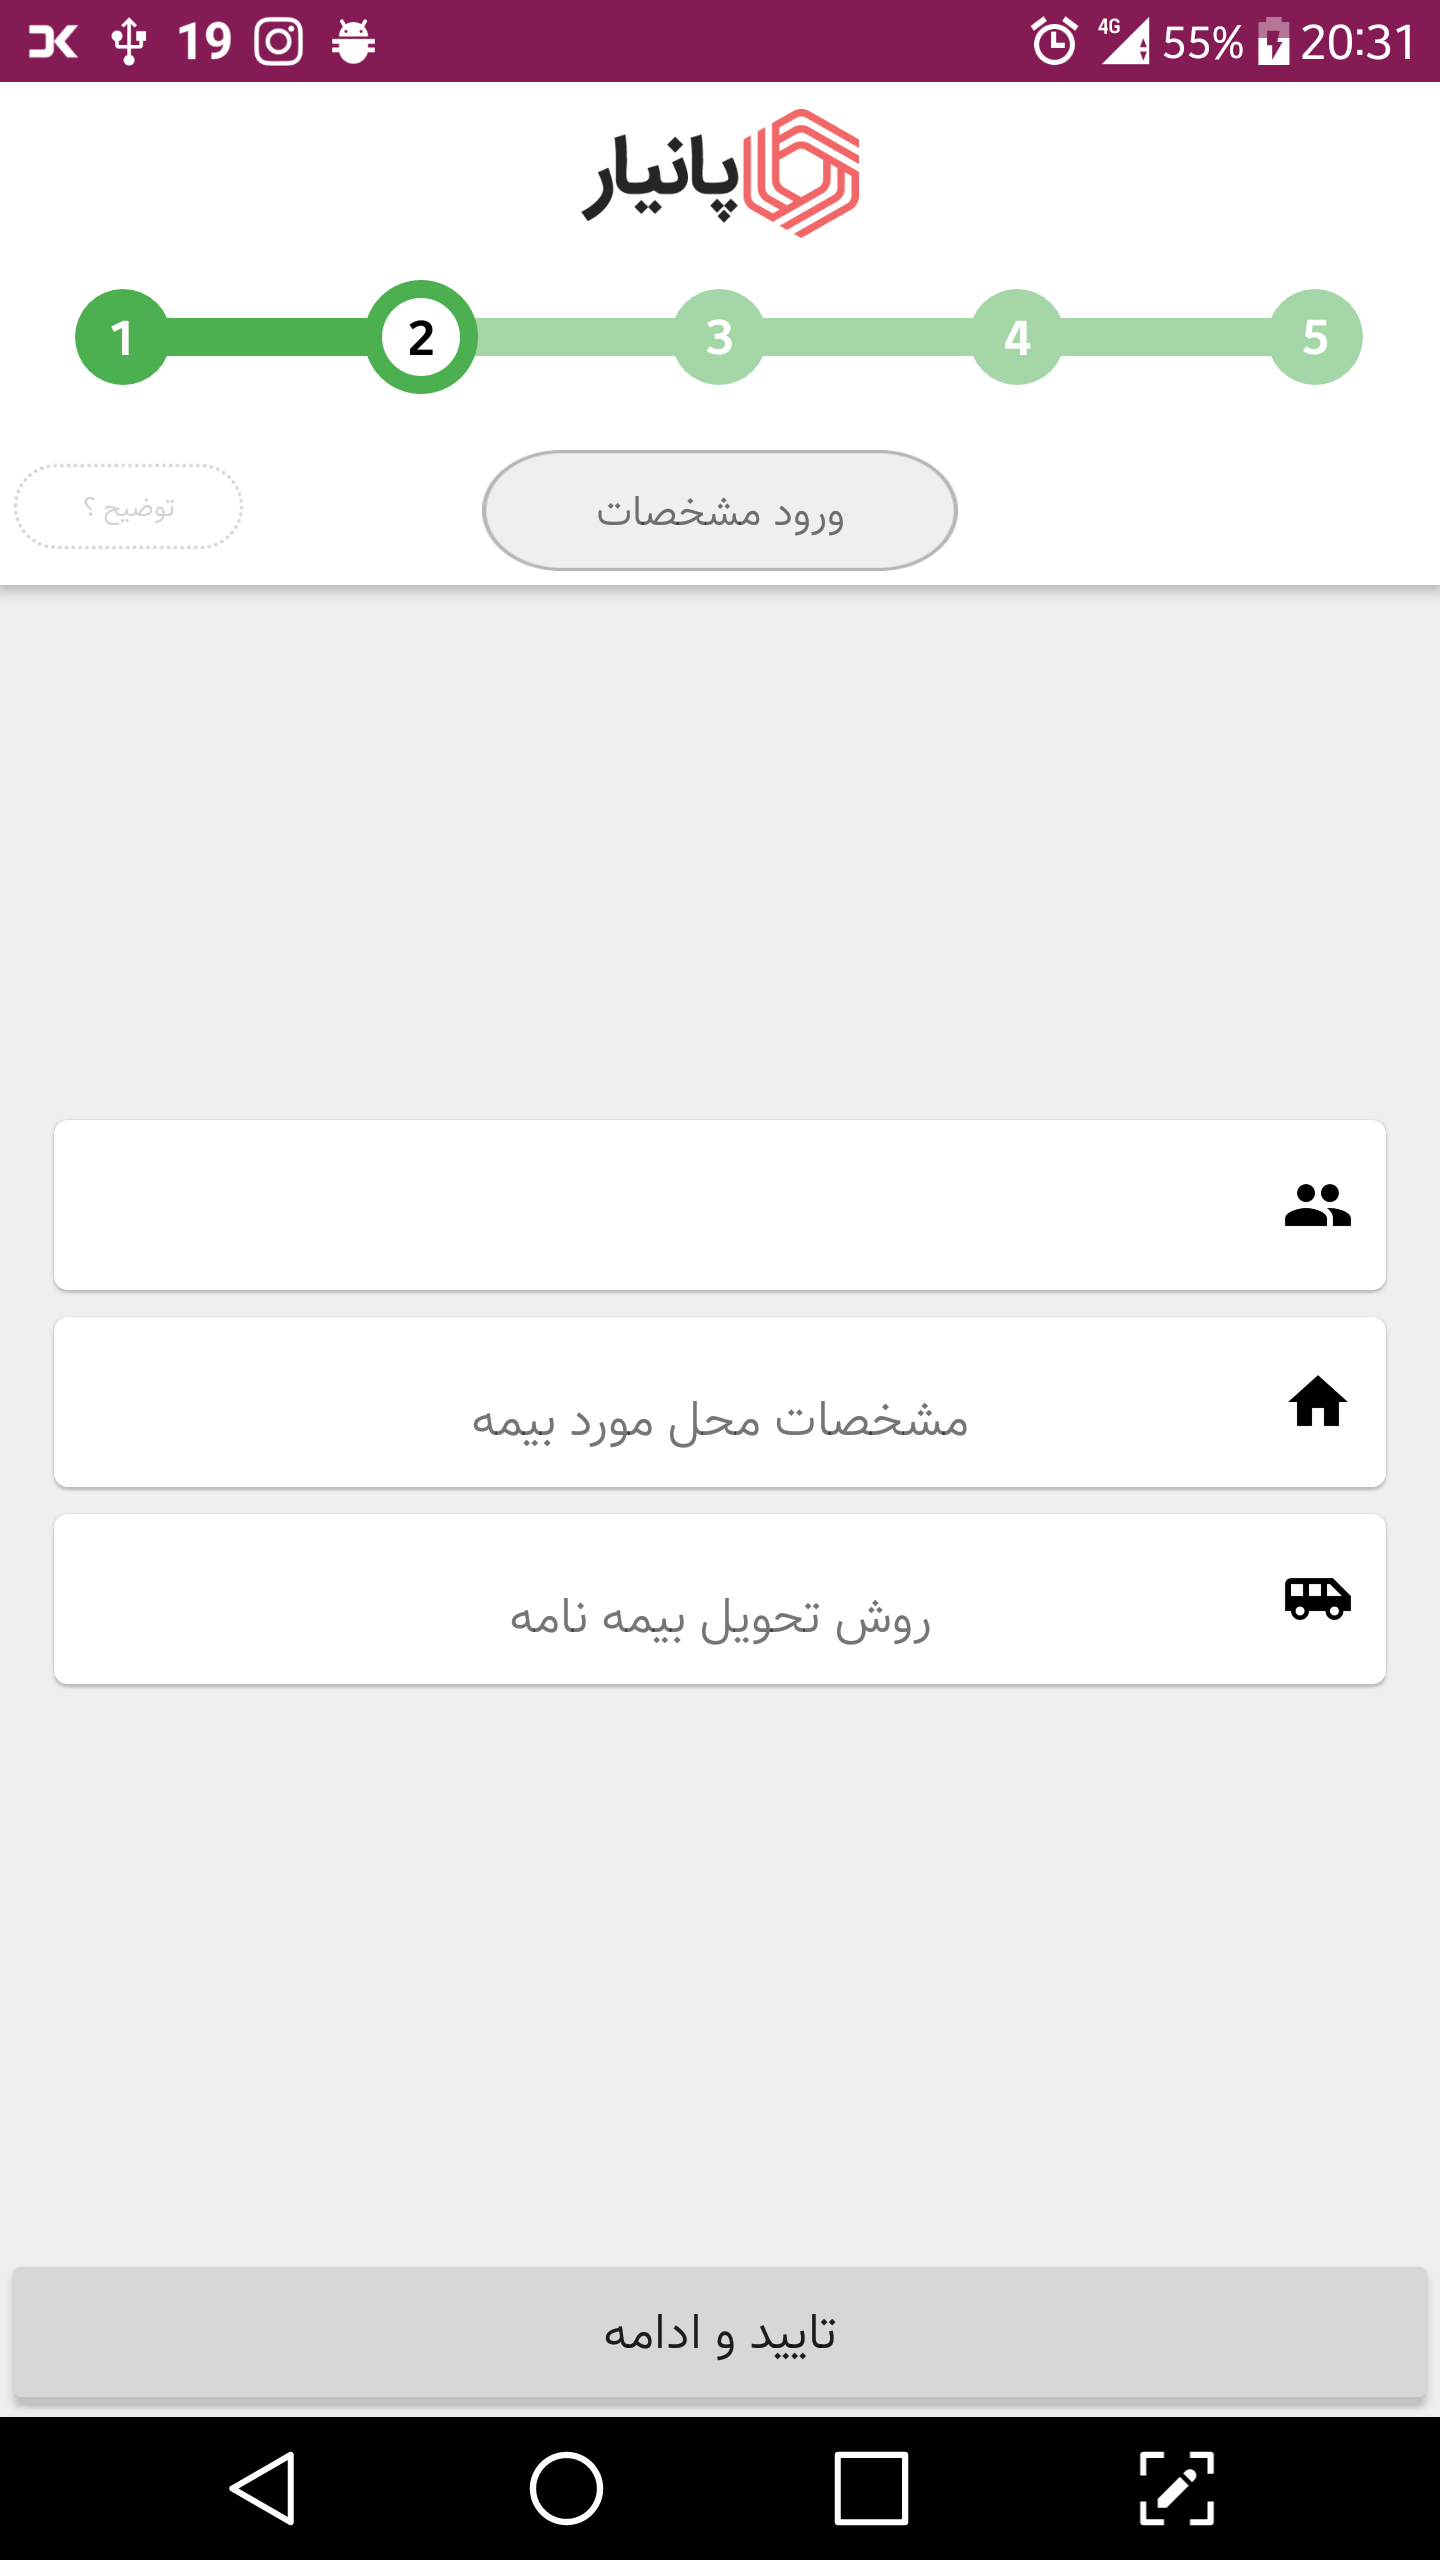 19 4G 55% 20:31
پانیار
1 2 3 4 5
ورود مشخصات
توضیح ؟
مشخصات محل مورد بیمه
روش تحویل بیمه نامه
تایید و ادامه